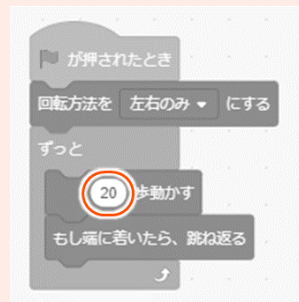 が押されたとき
回転方法を 左右のみ にする
ずっと
20 歩動かす
もし端に着いたら、跳ね返る